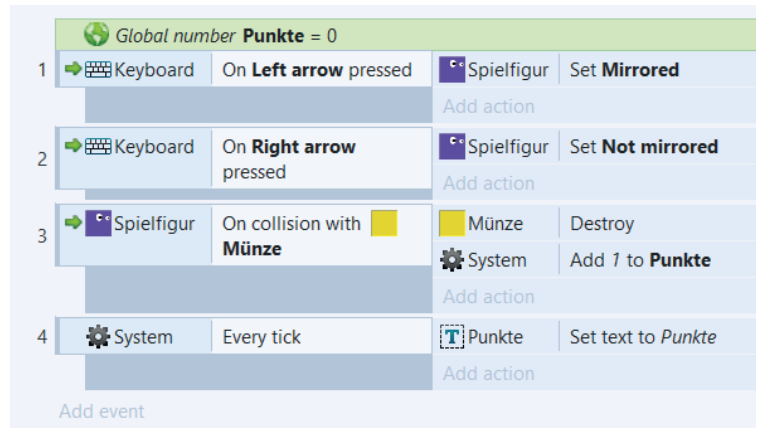 Global number Punkte = 0
1 Keyboard On Left arrow pressed Spielfigur Set Mirrored
Add action
2 Keyboard On Right arrow pressed Spielfigur Set Not mirrored
Add action
3 Spielfigur On collision with Münze Münze Destroy
System Add 1 to Punkte
Add action
4 System Every tick T Punkte Set text to Punkte
Add action
Add event